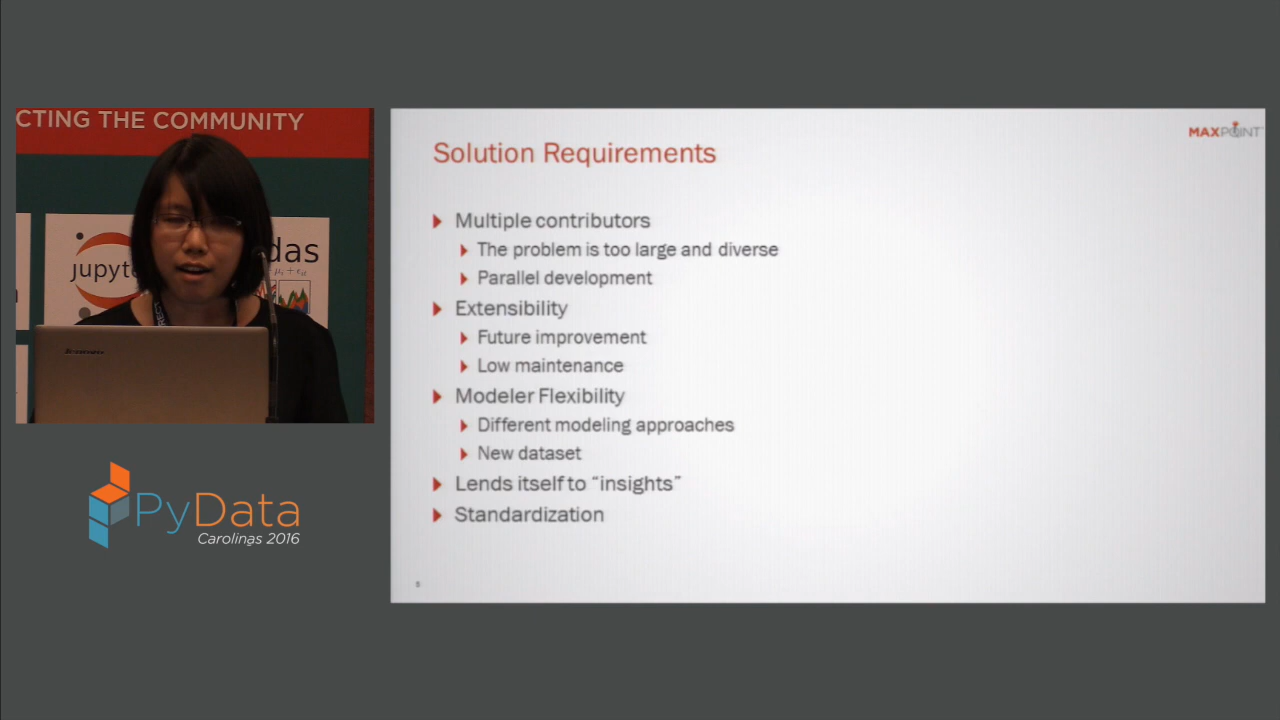 CTING THE COMMUNITY
jupyte
das
lenovo
PyData
Carolinas 2016
MAXPOINT
Solution Requirements
Multiple contributors
The problem is too large and diverse
Parallel development
Extensibility
Future improvement
Low maintenance
Modeler Flexibility
Different modeling approaches
New dataset
Lends itself to “insights”
Standardization